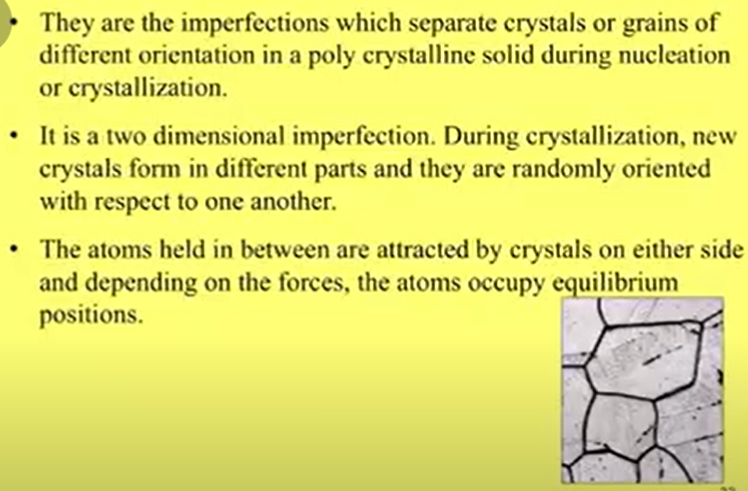 • They are the imperfections which separate crystals or grains of
different orientation in a poly crystalline solid during nucleation
or crystallization.
• It is a two dimensional imperfection. During crystallization, new
crystals form in different parts and they are randomly oriented
with respect to one another.
• The atoms held in between are attracted by crystals on either side
and depending on the forces, the atoms occupy equilibrium
positions.